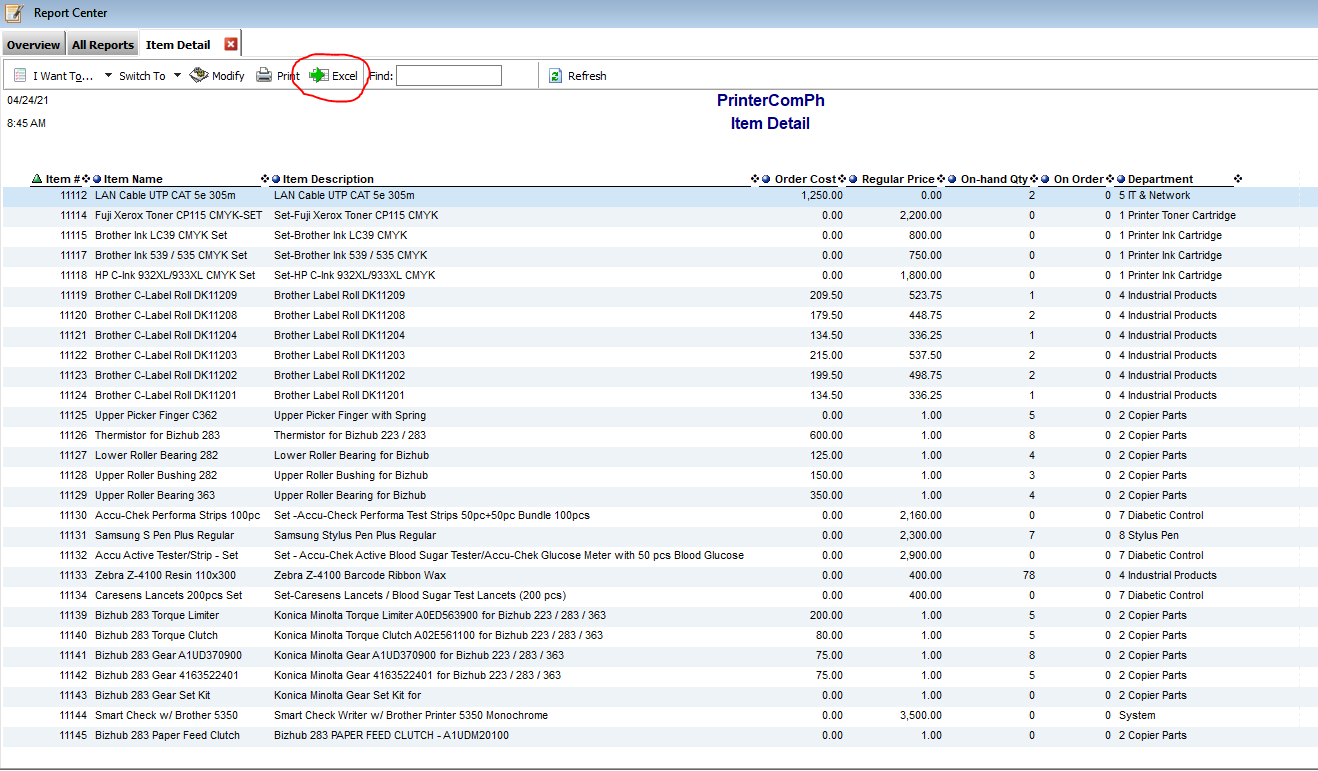 Report Center
Overview All Reports Item Detail
I Want To... Switch To Modify Print Excel Find: Refresh
04/24/21 PrinterComPh
8:45 AM Item Detail
Item # Item Name Item Description Order Cost Regular Price On-hand Qty On Order Department
11112 LAN Cable UTP CAT 5e 305m LAN Cable UTP CAT 5e 305m 1,250.00 0.00 2 0 5 IT & Network
11114 Fuji Xerox Toner CP115 CMYK-SET Set-Fuji Xerox Toner CP115 CMYK 0.00 2,200.00 0 0 1 Printer Toner Cartridge
11115 Brother Ink LC39 CMYK Set Set-Brother Ink LC39 CMYK 0.00 800.00 0 0 1 Printer Ink Cartridge
11117 Brother Ink 539 / 535 CMYK Set Set-Brother Ink 539 / 535 CMYK 0.00 750.00 0 0 1 Printer Ink Cartridge
11118 HP C-Ink 932XL/933XL CMYK Set Set-HP C-Ink 932XL/933XL CMYK 0.00 1,800.00 0 0 1 Printer Ink Cartridge
11119 Brother C-Label Roll DK11209 Brother Label Roll DK11209 209.50 523.75 1 0 4 Industrial Products
11120 Brother C-Label Roll DK11208 Brother Label Roll DK11208 179.50 448.75 2 0 4 Industrial Products
11121 Brother C-Label Roll DK11204 Brother Label Roll DK11204 134.50 336.25 1 0 4 Industrial Products
11122 Brother C-Label Roll DK11203 Brother Label Roll DK11203 215.00 537.50 2 0 4 Industrial Products
11123 Brother C-Label Roll DK11202 Brother Label Roll DK11202 199.50 498.75 2 0 4 Industrial Products
11124 Brother C-Label Roll DK11201 Brother Label Roll DK11201 134.50 336.25 1 0 4 Industrial Products
11125 Upper Picker Finger C362 Upper Picker Finger with Spring 0.00 1.00 5 0 2 Copier Parts
11126 Thermistor for Bizhub 283 Thermistor for Bizhub 223 / 283 600.00 1.00 8 0 2 Copier Parts
11127 Lower Roller Bearing 282 Lower Roller Bearing for Bizhub 125.00 1.00 4 0 2 Copier Parts
11128 Upper Roller Bushing 282 Upper Roller Bushing for Bizhub 150.00 1.00 3 0 2 Copier Parts
11129 Upper Roller Bearing 363 Upper Roller Bearing for Bizhub 350.00 1.00 4 0 2 Copier Parts
11130 Accu-Chek Performa Strips 100pc Set -Accu-Check Performa Test Strips 50pc+50pc Bundle 100pcs 0.00 2,160.00 0 0 7 Diabetic Control
11131 Samsung S Pen Plus Regular Samsung Stylus Pen Plus Regular 0.00 2,300.00 7 0 8 Stylus Pen
11132 Accu Active Tester/Strip - Set Set - Accu-Chek Active Blood Sugar Tester/Accu-Chek Glucose Meter with 50 pcs Blood Glucose 0.00 2,900.00 0 0 7 Diabetic Control
11133 Zebra Z-4100 Resin 110x300 Zebra Z-4100 Barcode Ribbon Wax 0.00 400.00 78 0 4 Industrial Products
11134 Caresens Lancets 200pcs Set Set-Caresens Lancets / Blood Sugar Test Lancets (200 pcs) 0.00 400.00 0 0 7 Diabetic Control
11139 Bizhub 283 Torque Limiter Konica Minolta Torque Limiter A0ED563900 for Bizhub 223 / 283 / 363 200.00 1.00 5 0 2 Copier Parts
11140 Bizhub 283 Torque Clutch Konica Minolta Torque Clutch A02E561100 for Bizhub 223 / 283 / 363 80.00 1.00 5 0 2 Copier Parts
11141 Bizhub 283 Gear A1UD370900 Konica Minolta Gear A1UD370900 for Bizhub 223 / 283 / 363 75.00 1.00 8 0 2 Copier Parts
11142 Bizhub 283 Gear 4163522401 Konica Minolta Gear 4163522401 for Bizhub 223 / 283 / 363 75.00 1.00 5 0 2 Copier Parts
11143 Bizhub 283 Gear Set Kit Konica Minolta Gear Set Kit for 0.00 1.00 0 0 2 Copier Parts
11144 Smart Check w/ Brother 5350 Smart Check Writer w/ Brother Printer 5350 Monochrome 0.00 3,500.00 0 0 System
11145 Bizhub 283 Paper Feed Clutch Bizhub 283 PAPER FEED CLUTCH - A1UDM20100 0.00 1.00 0 0 2 Copier Parts